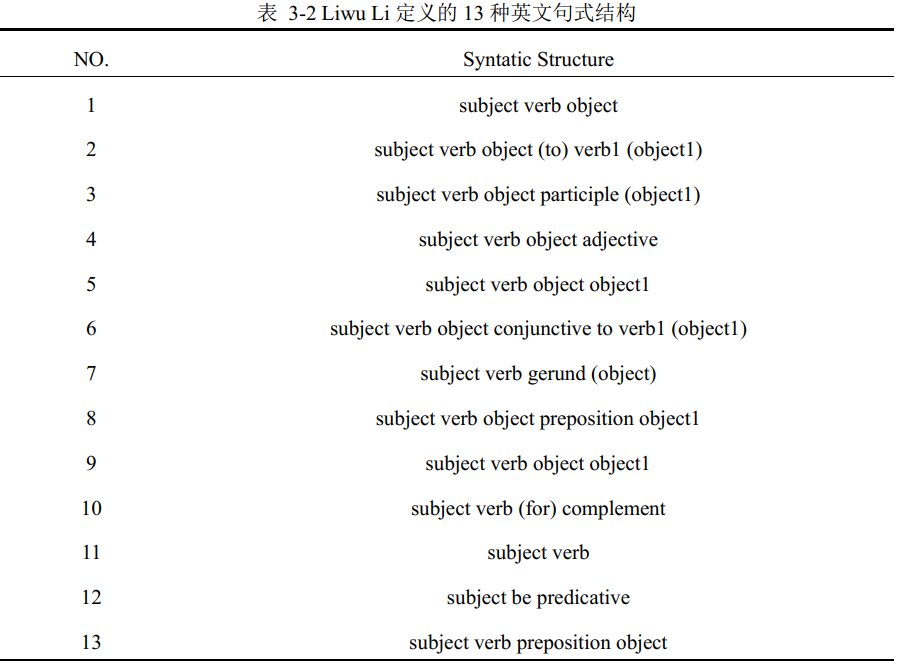 表 3-2 Liwu Li 定义的 13 种英文句式结构
NO. Syntatic Structure
1 subject verb object
2 subject verb object (to) verb1 (object1)
3 subject verb object participle (object1)
4 subject verb object adjective
5 subject verb object object1
6 subject verb object conjunctive to verb1 (object1)
7 subject verb gerund (object)
8 subject verb object preposition object1
9 subject verb object object1
10 subject verb (for) complement
11 subject verb
12 subject be predicative
13 subject verb preposition object